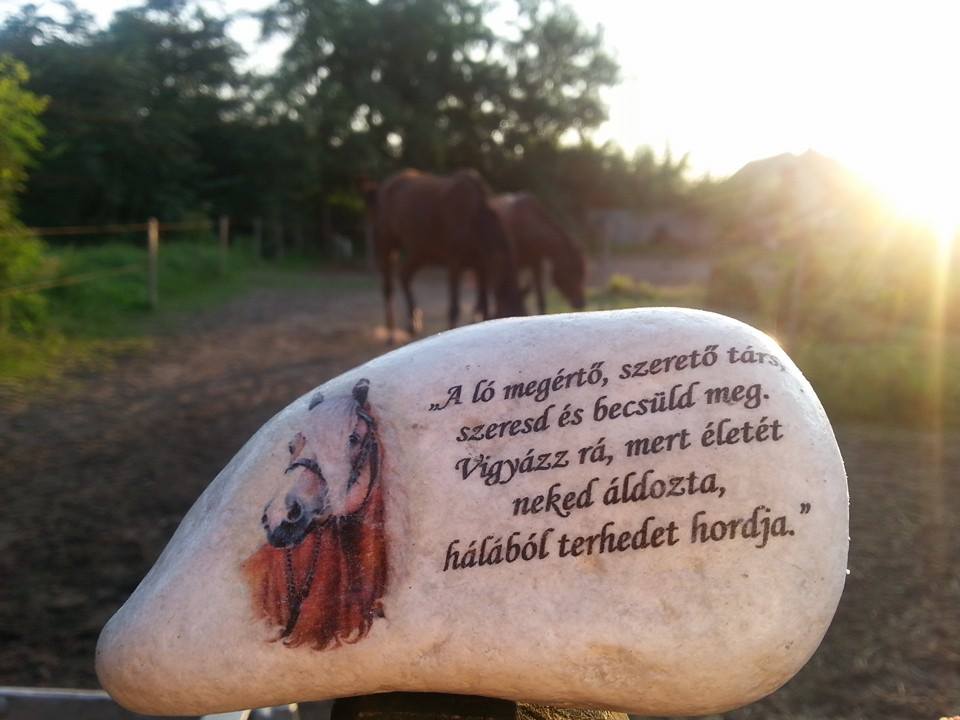 „A ló megértő, szerető társ,
szeresd és becsüld meg.
Vigyázz rá, mert életét
neked áldozta,
hálából terhedet hordja.”